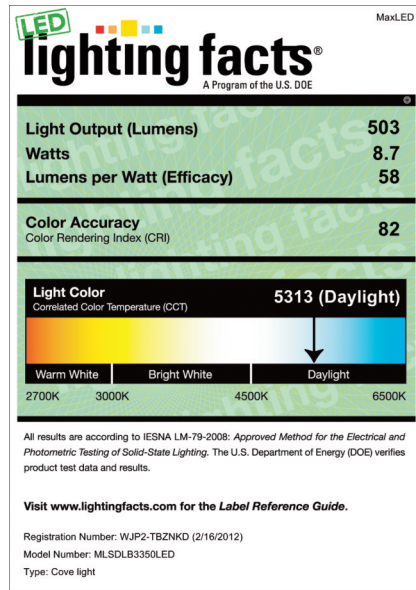 MaxLED
LED
lighting facts®
A Program of the U.S. DOE
Light Output (Lumens) 503
Watts 8.7
Lumens per Watt (Efficacy) 58
Color Accuracy
Color Rendering Index (CRI) 82
Light Color
Correlated Color Temperature (CCT) 5313 (Daylight)
Warm White Bright White Daylight
2700K 3000K 4500K 6500K
All results are according to IESNA LM-79-2008: Approved Method for the Electrical and
Photometric Testing of Solid-State Lighting. The U.S. Department of Energy (DOE) verifies
product test data and results.
Visit www.lightingfacts.com for the Label Reference Guide.
Registration Number: WJP2-TBZNKD (2/16/2012)
Model Number: MLSDLB3350LED
Type: Cove light